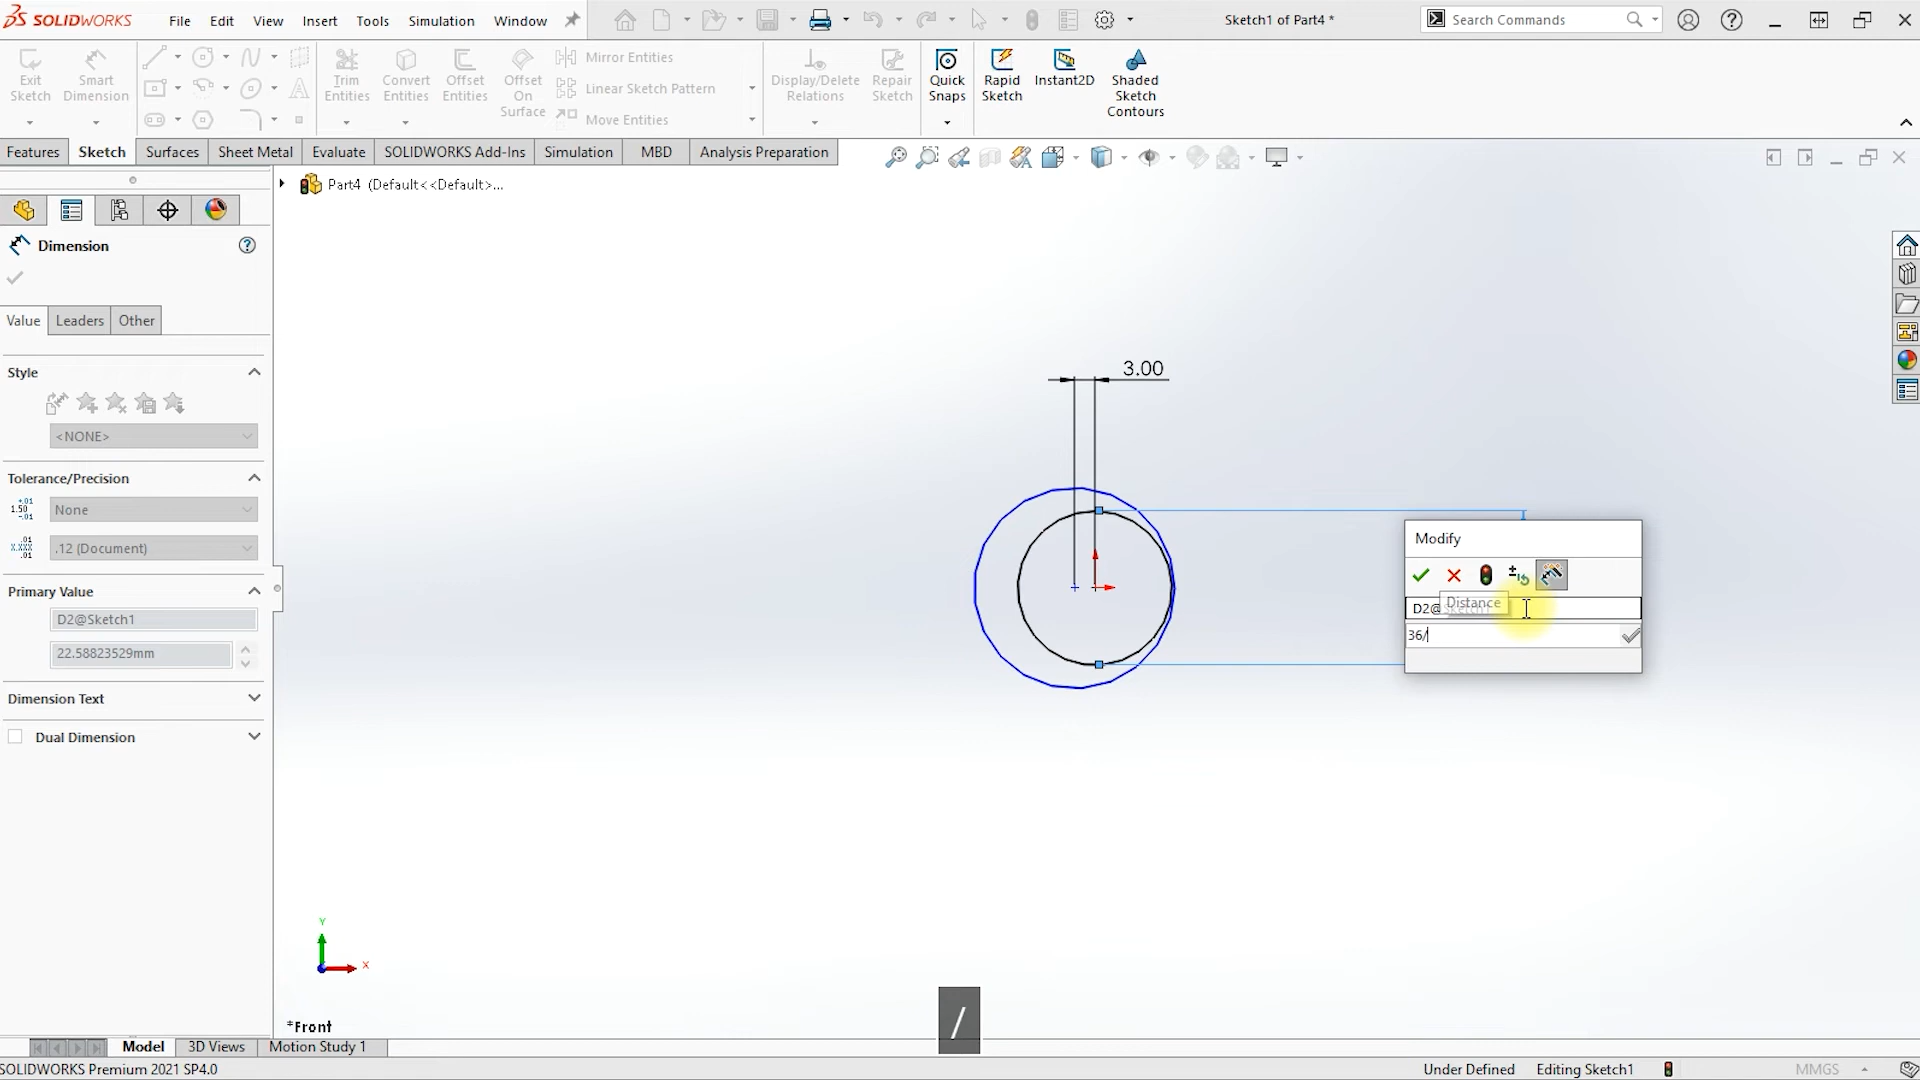 SOLIDWORKS
File Edit View Insert Tools Simulation Window
Sketch1 of Part4 *
Search Commands
Exit Sketch
Smart Dimension
Trim Entities
Convert Entities
Offset Entities
Offset On Surface
Mirror Entities
Linear Sketch Pattern
Move Entities
Display/Delete Relations
Repair Sketch
Quick Snaps
Rapid Sketch
Instant2D
Shaded Sketch Contours
Features Sketch Surfaces Sheet Metal Evaluate SOLIDWORKS Add-Ins Simulation MBD Analysis Preparation
Part4 (Default<<Default>...
Dimension
Value Leaders Other
Style
<NONE>
Tolerance/Precision
None
.12 (Document)
Primary Value
D2@Sketch1
22.58823529mm
Dimension Text
Dual Dimension
3.00
Modify
D2@
Distance
36/
Y
X
*Front
/
Model 3D Views Motion Study 1
SOLIDWORKS Premium 2021 SP4.0
Under Defined Editing Sketch1 MMGS